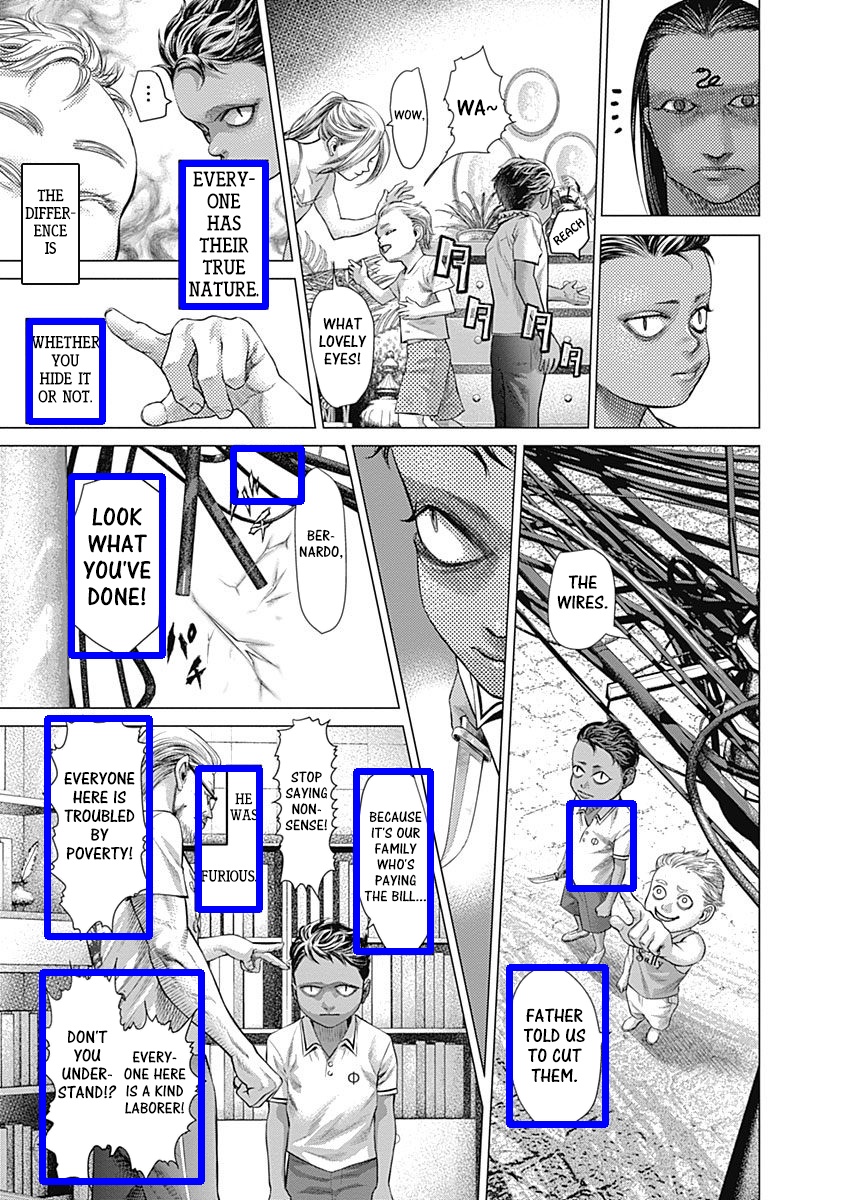 WA~
WOW,
REACH
WHAT
LOVELY
EYES!
...
EVERY-
ONE
HAS
THEIR
TRUE
NATURE.
THE
DIFFER-
ENCE
IS
WHETHER
YOU
HIDE IT
OR NOT.
THE
WIRES.
Sally
FATHER
TOLD US
TO CUT
THEM.
BER-
NARDO,
LOOK
WHAT
YOU'VE
DONE!
BECAUSE
IT'S OUR
FAMILY
WHO'S
PAYING
THE BILL...
STOP
SAYING
NON-
SENSE!
HE
WAS
FURIOUS.
EVERYONE
HERE IS
TROUBLED
BY
POVERTY!
EVERY-
ONE HERE
IS A KIND
LABORER!
DON'T
YOU
UNDER-
STAND!?